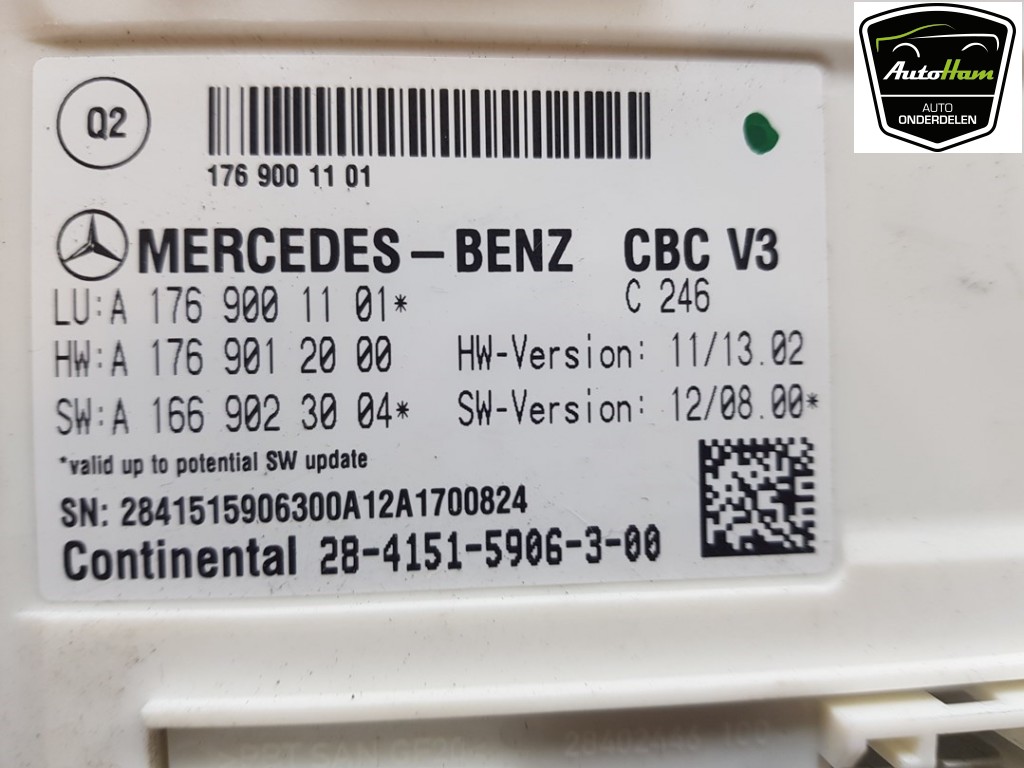 AutoHam
AUTO
ONDERDELEN
Q2
176 900 11 01
MERCEDES-BENZ CBC V3
LU:A 176 900 11 01* C 246
HW:A 176 901 20 00 HW-Version: 11/13.02
SW:A 166 902 30 04* SW-Version: 12/08.00*
*valid up to potential SW update
SN: 2841515906300A12A1700824
Continental 28-4151-5906-3-00